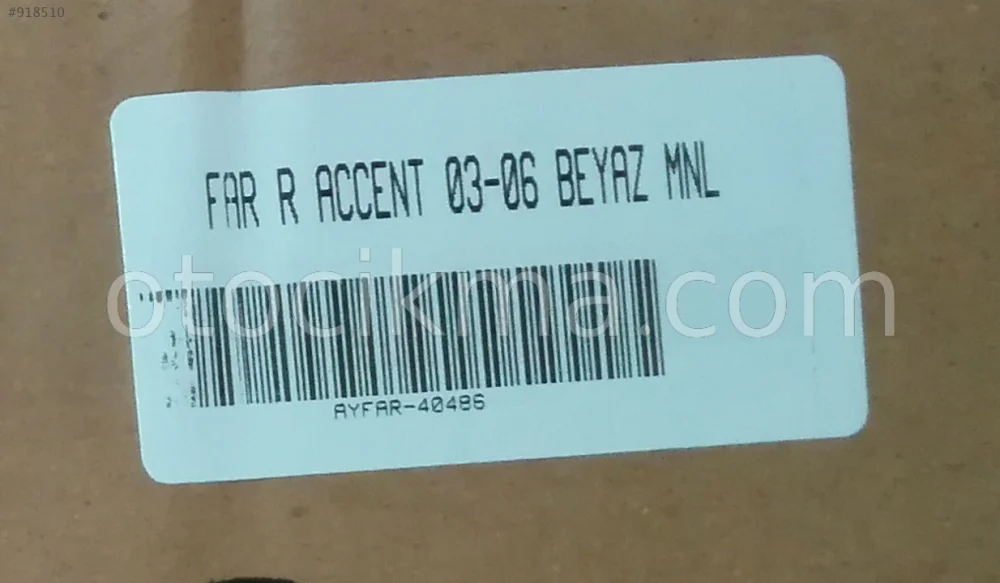 #918510
FAR R ACCENT 03-06 BEYAZ MNL
otocikma.com
AYFAR-40486